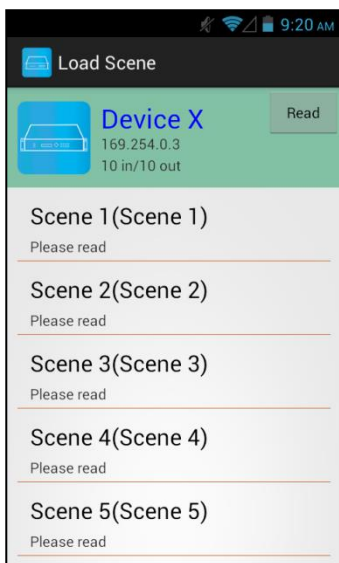 9:20 AM
Load Scene
Device X
Read
169.254.0.3
10 in/10 out
Scene 1(Scene 1)
Please read
Scene 2(Scene 2)
Please read
Scene 3(Scene 3)
Please read
Scene 4(Scene 4)
Please read
Scene 5(Scene 5)
Please read